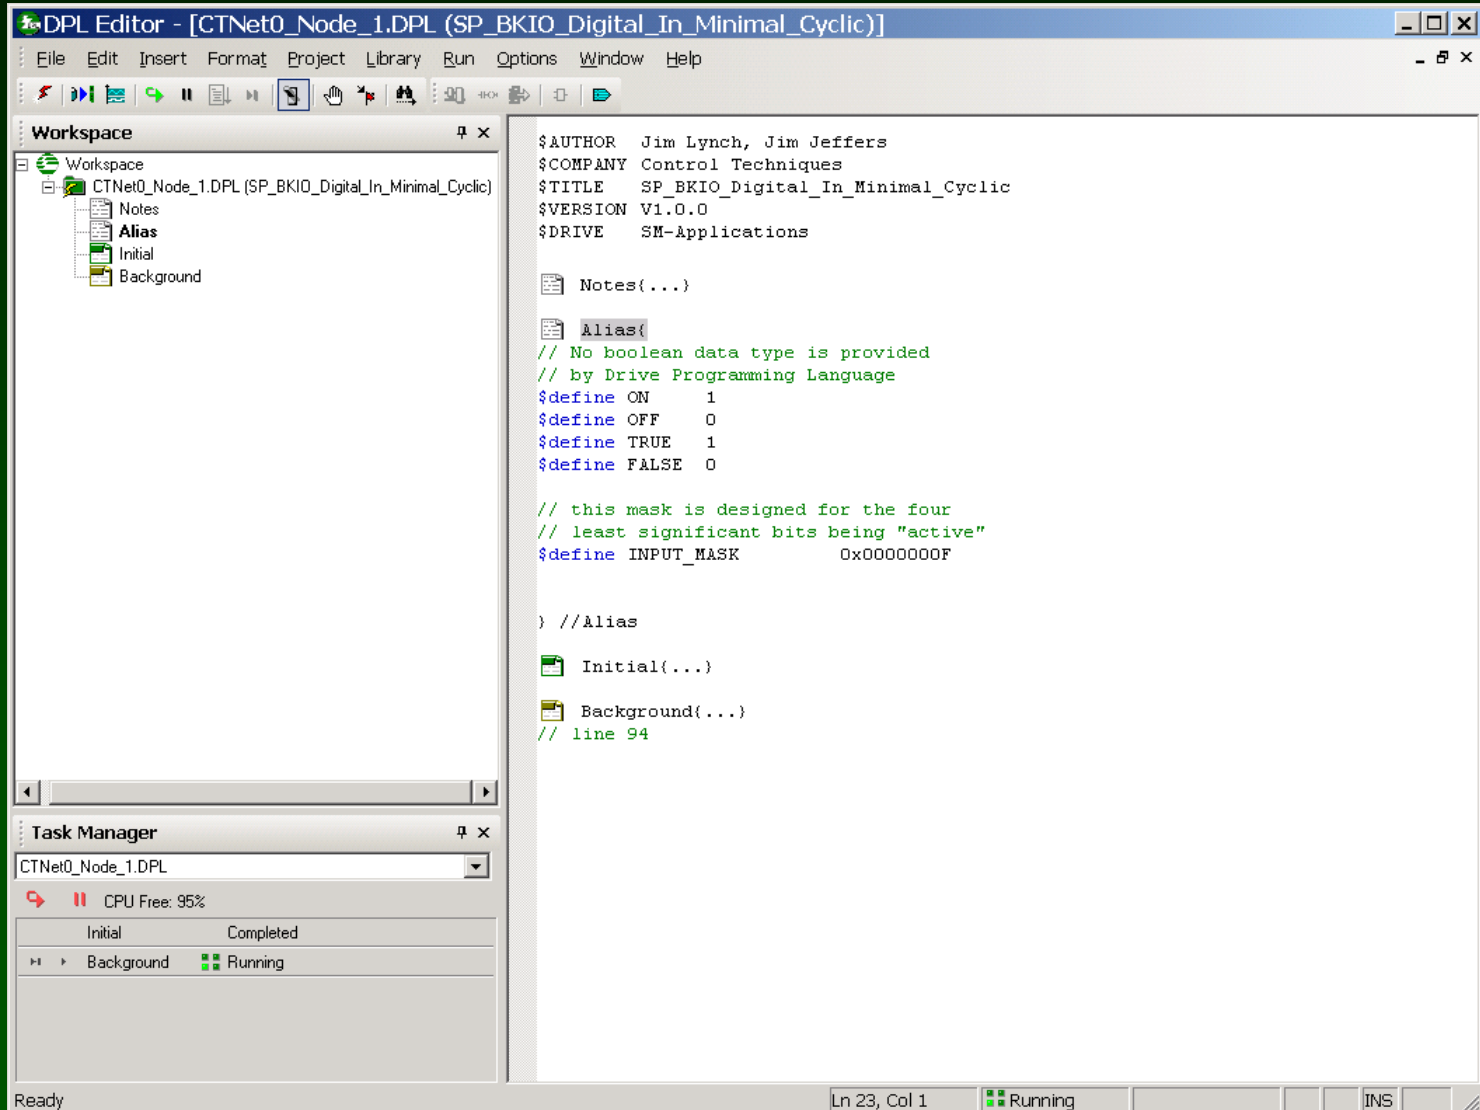 DPL Editor - [CTNet0_Node_1.DPL (SP_BKIO_Digital_In_Minimal_Cyclic)]
File Edit Insert Format Project Library Run Options Window Help
Workspace
Workspace
CTNet0_Node_1.DPL (SP_BKIO_Digital_In_Minimal_Cyclic)
Notes
Alias
Initial
Background
$AUTHOR Jim Lynch, Jim Jeffers
$COMPANY Control Techniques
$TITLE SP_BKIO_Digital_In_Minimal_Cyclic
$VERSION V1.0.0
$DRIVE SM-Applications
Notes{...}
Alias{
// No boolean data type is provided
// by Drive Programming Language
$define ON 1
$define OFF 0
$define TRUE 1
$define FALSE 0
// this mask is designed for the four
// least significant bits being "active"
$define INPUT_MASK 0x0000000F
} //Alias
Initial{...}
Background{...}
// line 94
Task Manager
CTNet0_Node_1.DPL
CPU Free: 95%
Initial Completed
Background Running
Ready Ln 23, Col 1 Running INS